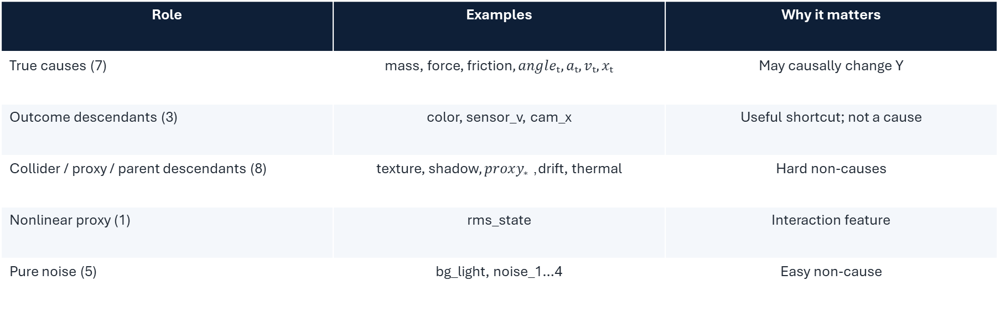 Role Examples Why it matters
True causes (7) mass, force, friction, angleₜ, aₜ, vₜ, xₜ May causally change Y
Outcome descendants (3) color, sensor_v, cam_x Useful shortcut; not a cause
Collider / proxy / parent descendants (8) texture, shadow, proxy* , drift, thermal Hard non-causes
Nonlinear proxy (1) rms_state Interaction feature
Pure noise (5) bg_light, noise_1...4 Easy non-cause